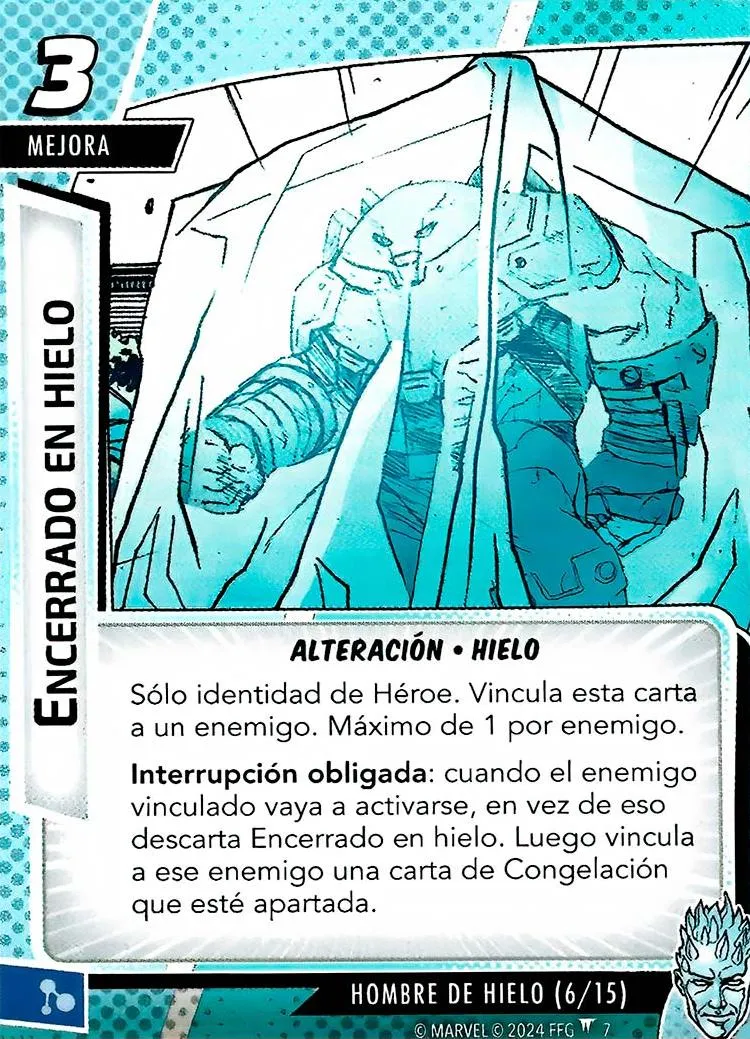 3
MEJORA
ENCERRADO EN HIELO
ALTERACIÓN • HIELO
Sólo identidad de Héroe. Vincula esta carta
a un enemigo. Máximo de 1 por enemigo.
Interrupción obligada: cuando el enemigo
vinculado vaya a activarse, en vez de eso
descarta Encerrado en hielo. Luego vincula
a ese enemigo una carta de Congelación
que esté apartada.
HOMBRE DE HIELO (6/15)
© MARVEL © 2024 FFG 7